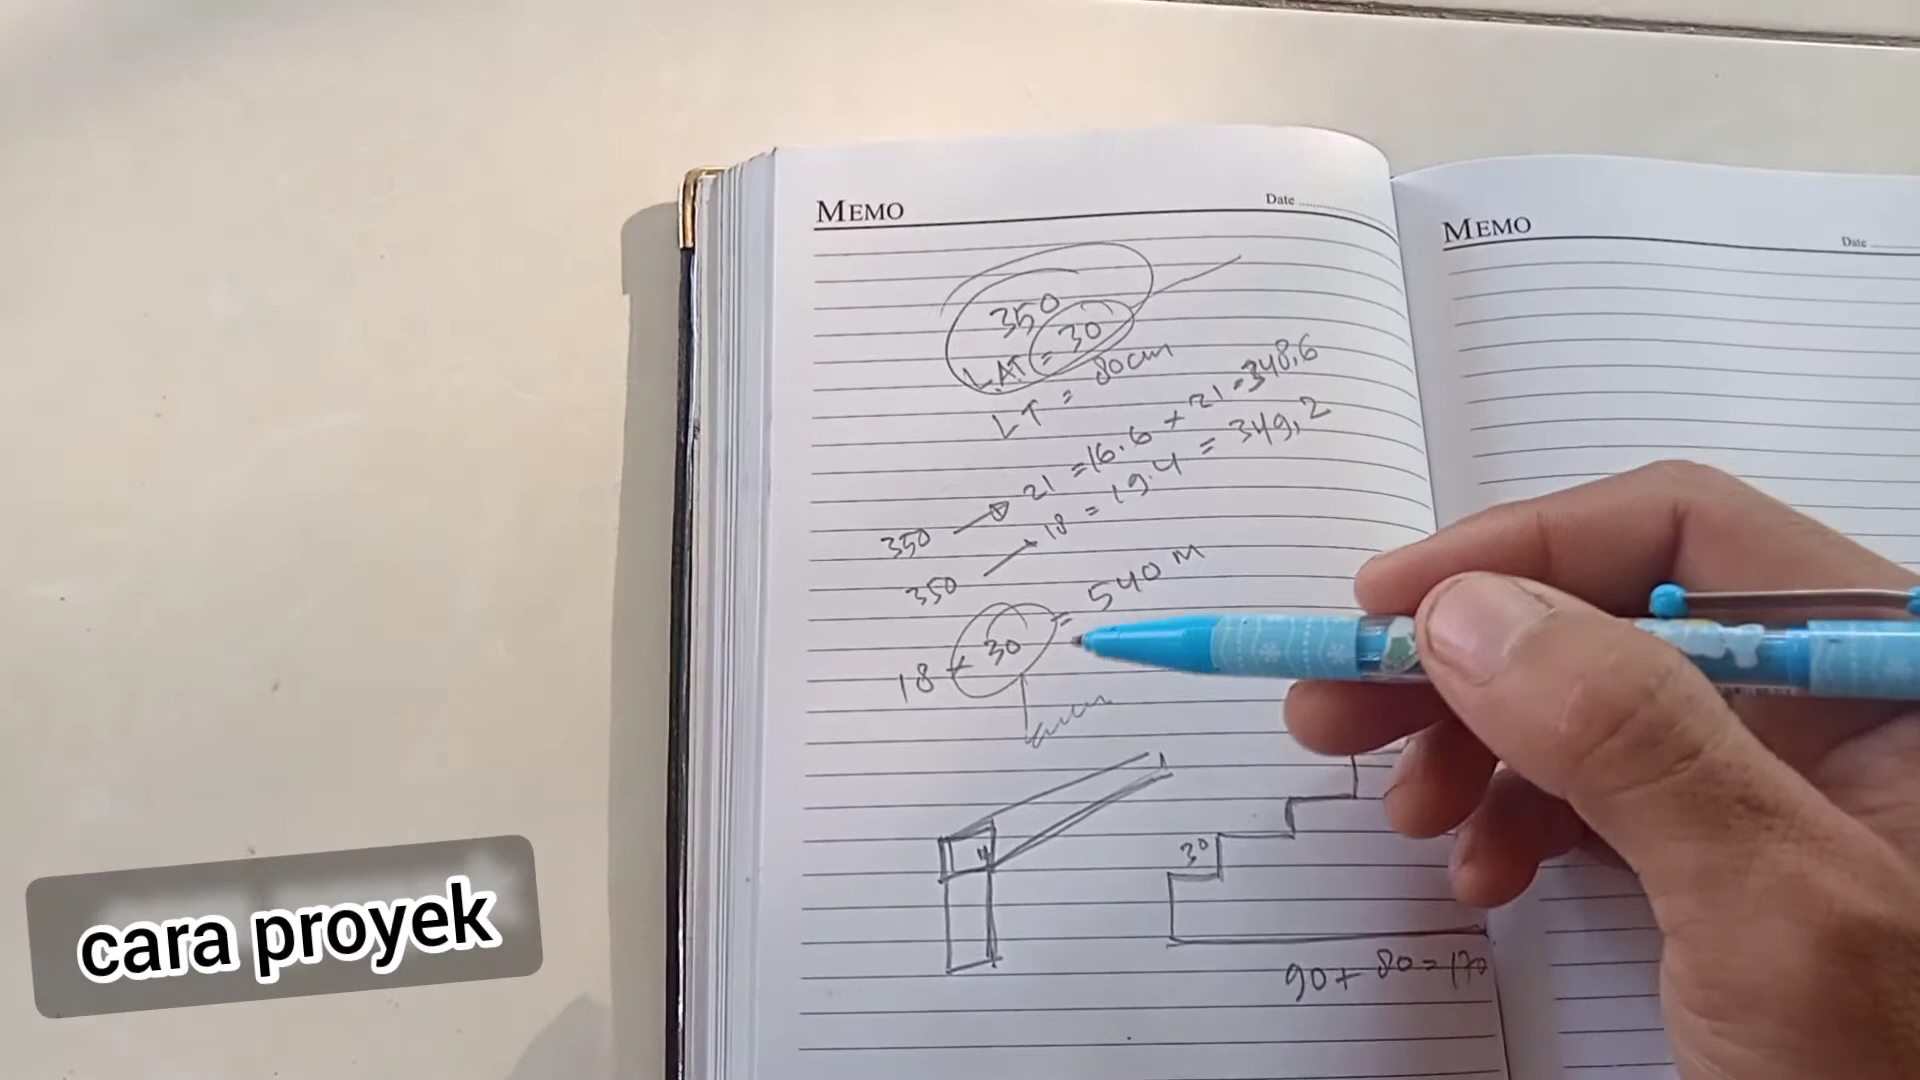 MEMO Date
350
LAT = 30
LT = 80cm
350 → 21 = 16.6 + 21 = 348,6
350 → 18 = 19.4 = 349,2
18 + 30 = 540 M
30
90 + 80 = 170
MEMO Date
cara proyek